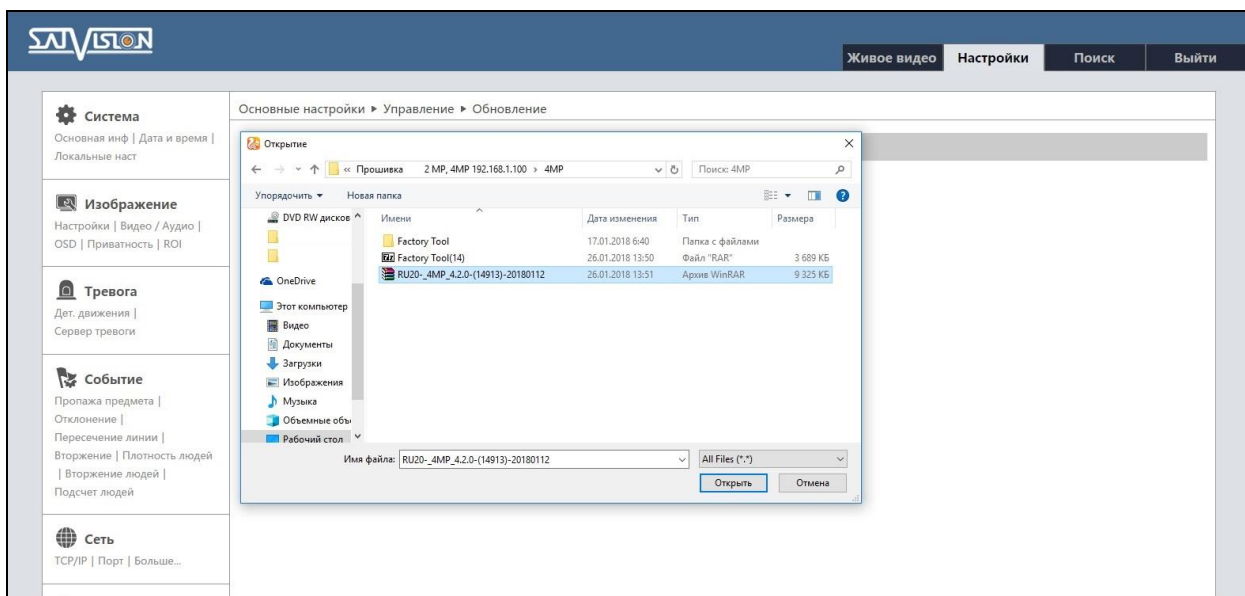 SATVISION
Живое видео
Настройки
Поиск
Выйти
Система
Основная инф | Дата и время |
Локальные наст
Изображение
Настройки | Видео / Аудио |
OSD | Приватность | ROI
Тревога
Дет. движения |
Сервер тревоги
Событие
Пропажа предмета |
Отклонение |
Пересечение линии |
Вторжение | Плотность людей
| Вторжение людей |
Подсчет людей
Сеть
TCP/IP | Порт | Больше...
Основные настройки ▸ Управление ▸ Обновление
Открытие
« Прошивка 2 MP, 4MP 192.168.1.100 › 4MP
Поиск: 4MP
Упорядочить
Новая папка
DVD RW дисков
OneDrive
Этот компьютер
Видео
Документы
Загрузки
Изображения
Музыка
Объемные объ
Рабочий стол
Имени Дата изменения Тип Размера
Factory Tool 17.01.2018 6:40 Папка с файлами
Factory Tool(14) 26.01.2018 13:50 Файл "RAR" 3 689 КБ
RU20-_4MP_4.2.0-(14913)-20180112 26.01.2018 13:51 Архив WinRAR 9 325 КБ
Имя файла: RU20-_4MP_4.2.0-(14913)-20180112
All Files (*.*)
Открыть
Отмена